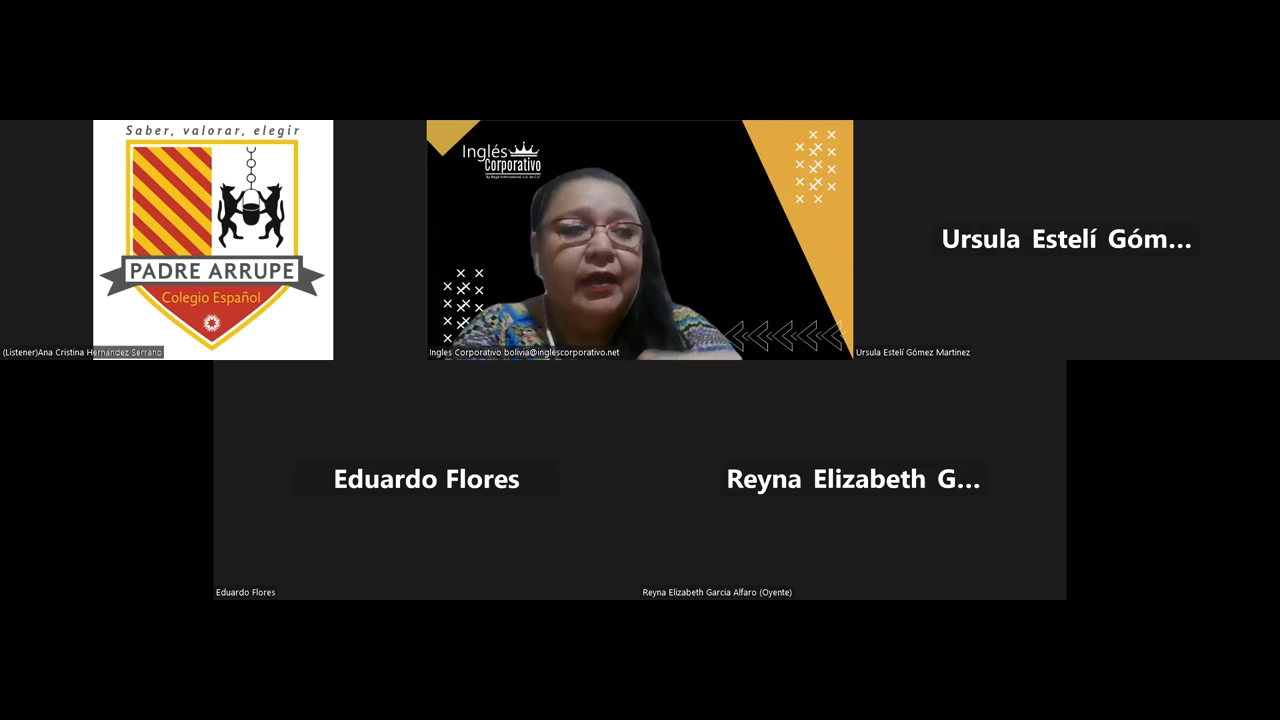 Saber, valorar, elegir
PADRE ARRUPE
Colegio Español
(Listener)Ana Cristina Hernández Serrano
Inglés
Corporativo
Ingles Corporativo bolivia@inglescorporativo.net
Ursula Estelí Góm...
Ursula Estelí Gómez Martinez
Eduardo Flores
Eduardo Flores
Reyna Elizabeth G...
Reyna Elizabeth Garcia Alfaro (Oyente)